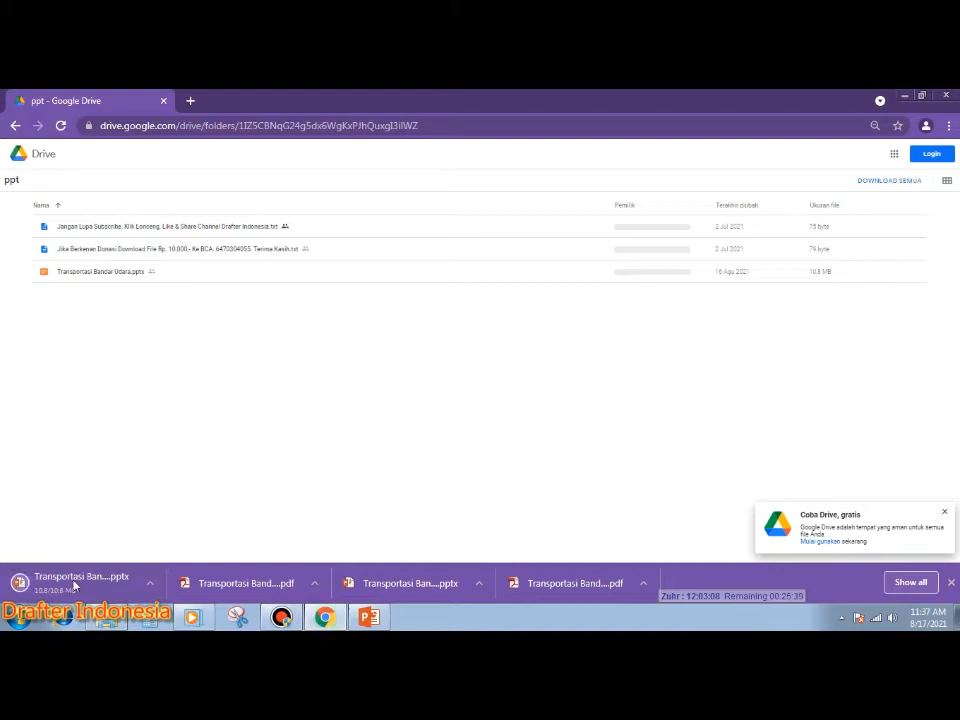 ppt - Google Drive
drive.google.com/drive/folders/1IZ5CBNqG24g5dx6WgKxPJhQuxgI3ilWZ
Drive
Login
ppt
DOWNLOAD SEMUA
Nama
Pemilik
Terakhir diubah
Ukuran file
Jangan Lupa Subscribe, Klik Lonceng, Like & Share Channel Drafter Indonesia.txt
2 Jul 2021
75 byte
Jika Berkenan Donasi Download File Rp. 10,000,- Ke BCA. 6470304055. Terima Kasih.txt
2 Jul 2021
79 byte
Transportasi Bandar Udara.pptx
16 Agu 2021
10,8 MB
Coba Drive, gratis
Google Drive adalah tempat yang aman untuk semua
file Anda
Mulai gunakan sekarang
Transportasi Ban....pptx
10.8/10.8 MB
Transportasi Band....pdf
Transportasi Ban....pptx
Transportasi Band....pdf
Show all
Zuhr : 12:03:08 Remaining 00:25:39
Drafter Indonesia
11:37 AM
8/17/2021